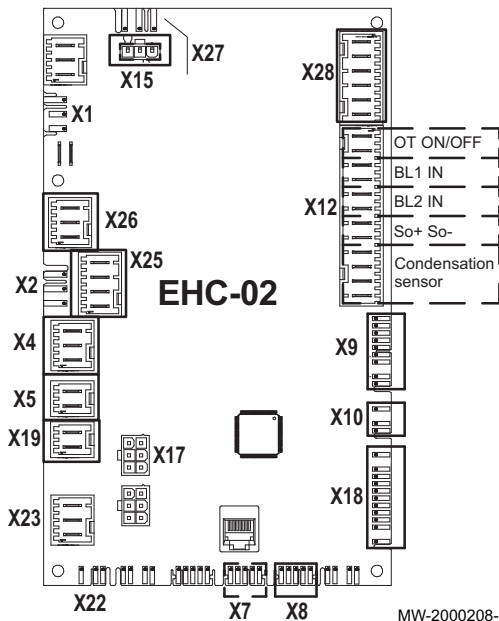 X27
X15
X28
X1
OT ON/OFF
BL1 IN
X12
BL2 IN
So+ So-
Condensation
sensor
X26
X25
X2
EHC-02
X4
X9
X5
X10
X19
X17
X18
X23
X22
X7
X8
MW-2000208-